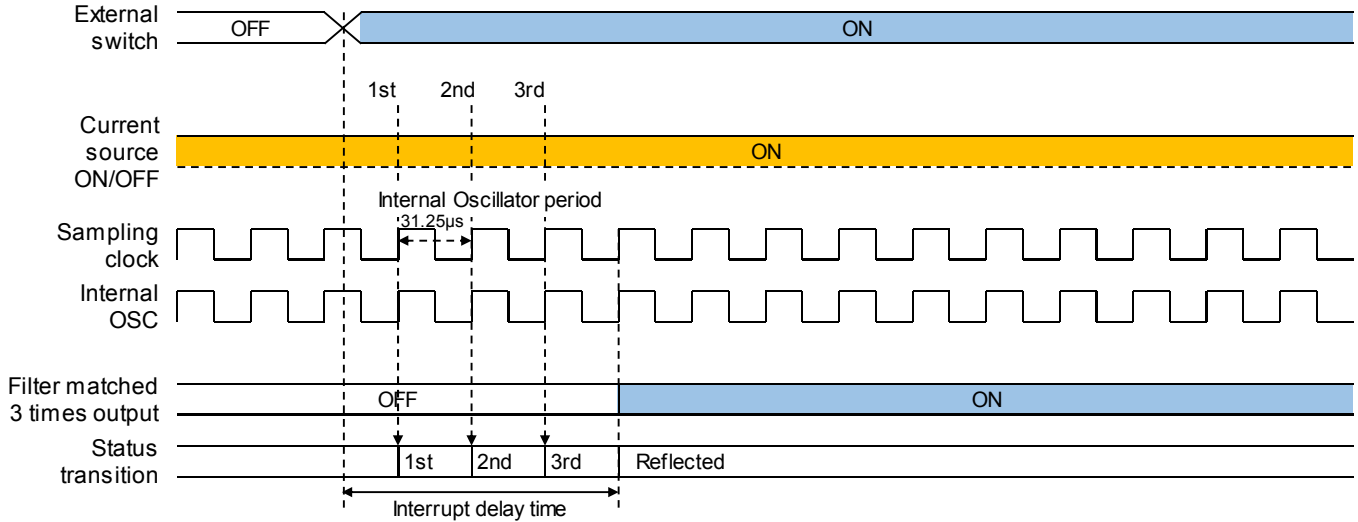 External
switch
OFF
ON
1st
2nd
3rd
Current
source
ON/OFF
ON
Internal Oscillator period
31.25µs
Sampling
clock
Internal
OSC
Filter matched
3 times output
OFF
ON
Status
transition
1st
2nd
3rd
Reflected
Interrupt delay time